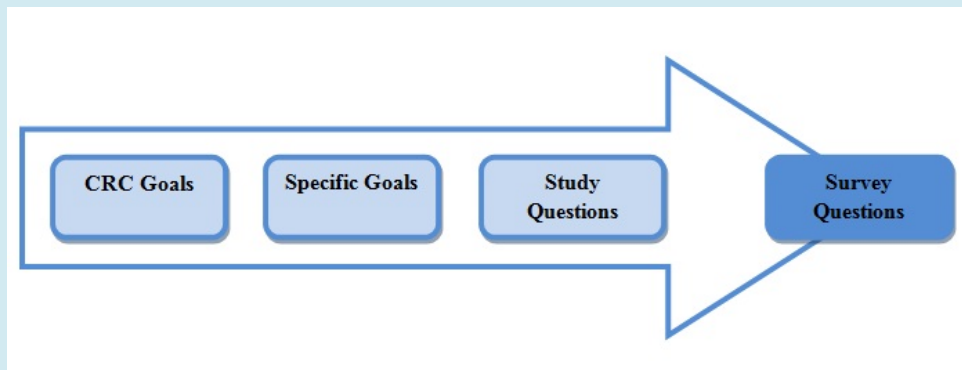 CRC Goals
Specific Goals
Study
Questions
Survey
Questions